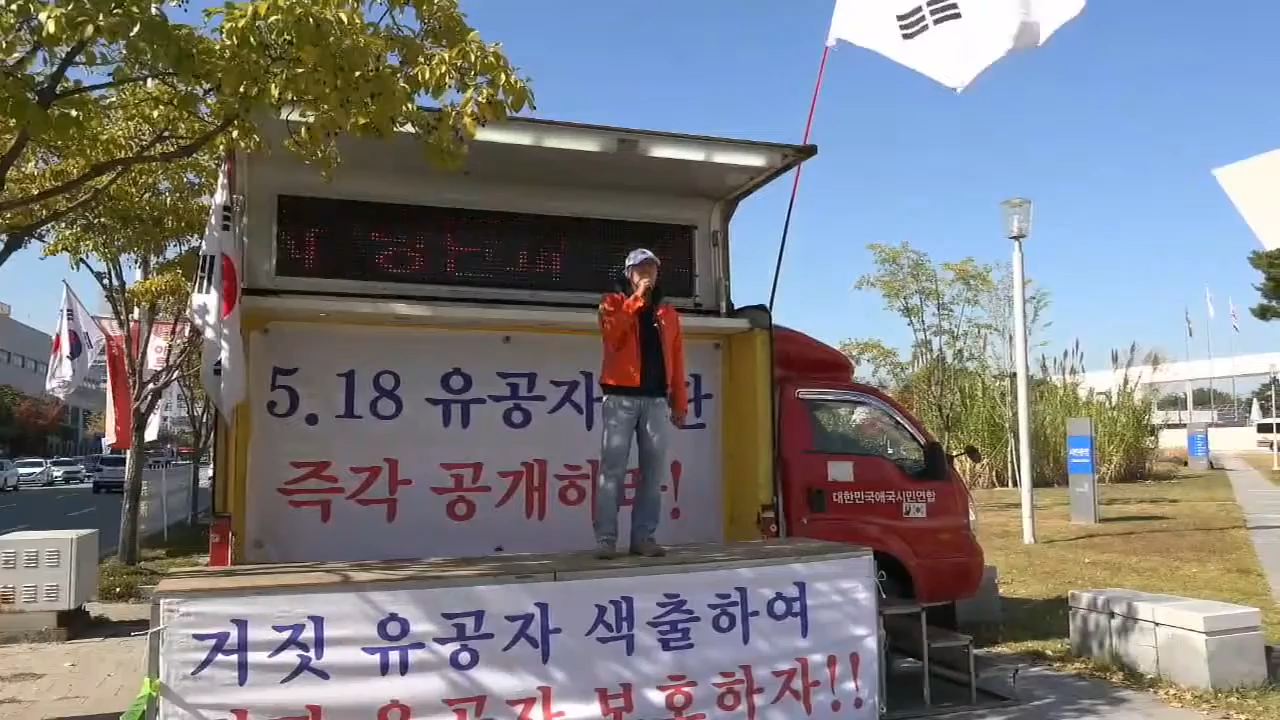 5.18 유공자
즉각 공개하라!
대한민국애국시민연합
거짓 유공자 색출하여
유공자 보호하자!!